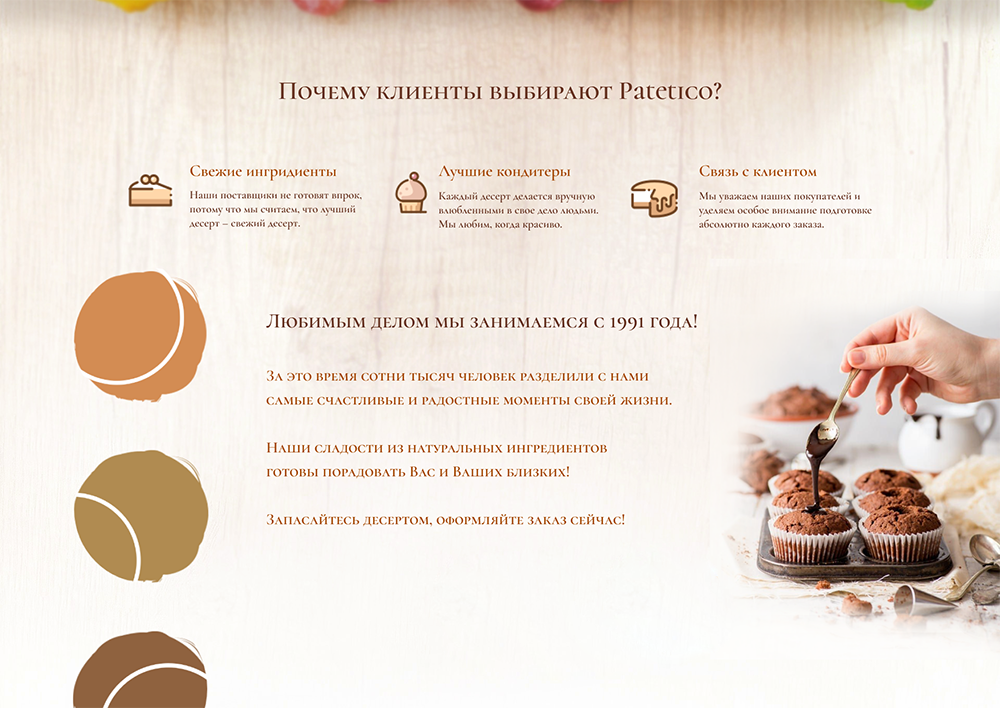 Почему клиенты выбирают Patetico?
Свежие ингридиенты
Наши поставщики не готовят впрок,
потому что мы считаем, что лучший
десерт – свежий десерт.
Лучшие кондитеры
Каждый десерт делается вручную
влюбленными в свое дело людьми.
Мы любим, когда красиво.
Связь с клиентом
Мы уважаем наших покупателей и
уделяем особое внимание подготовке
абсолютно каждого заказа.
Любимым делом мы занимаемся с 1991 года!
За это время сотни тысяч человек разделили с нами
самые счастливые и радостные моменты своей жизни.
Наши сладости из натуральных ингредиентов
готовы порадовать Вас и Ваших близких!
Запасайтесь десертом, оформляйте заказ сейчас!